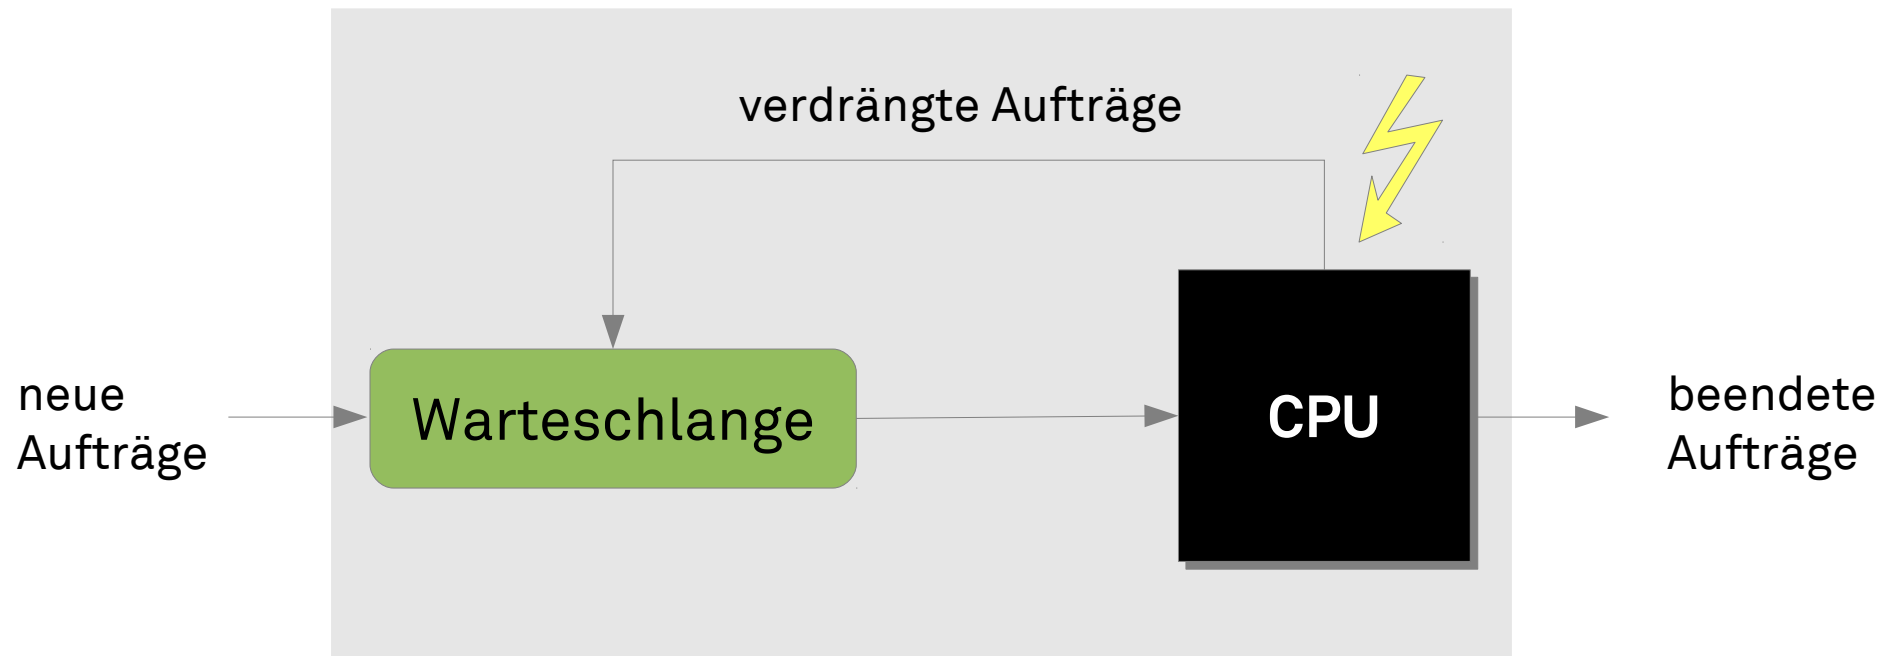 verdrängte Aufträge
neue
Aufträge
Warteschlange
CPU
beendete
Aufträge